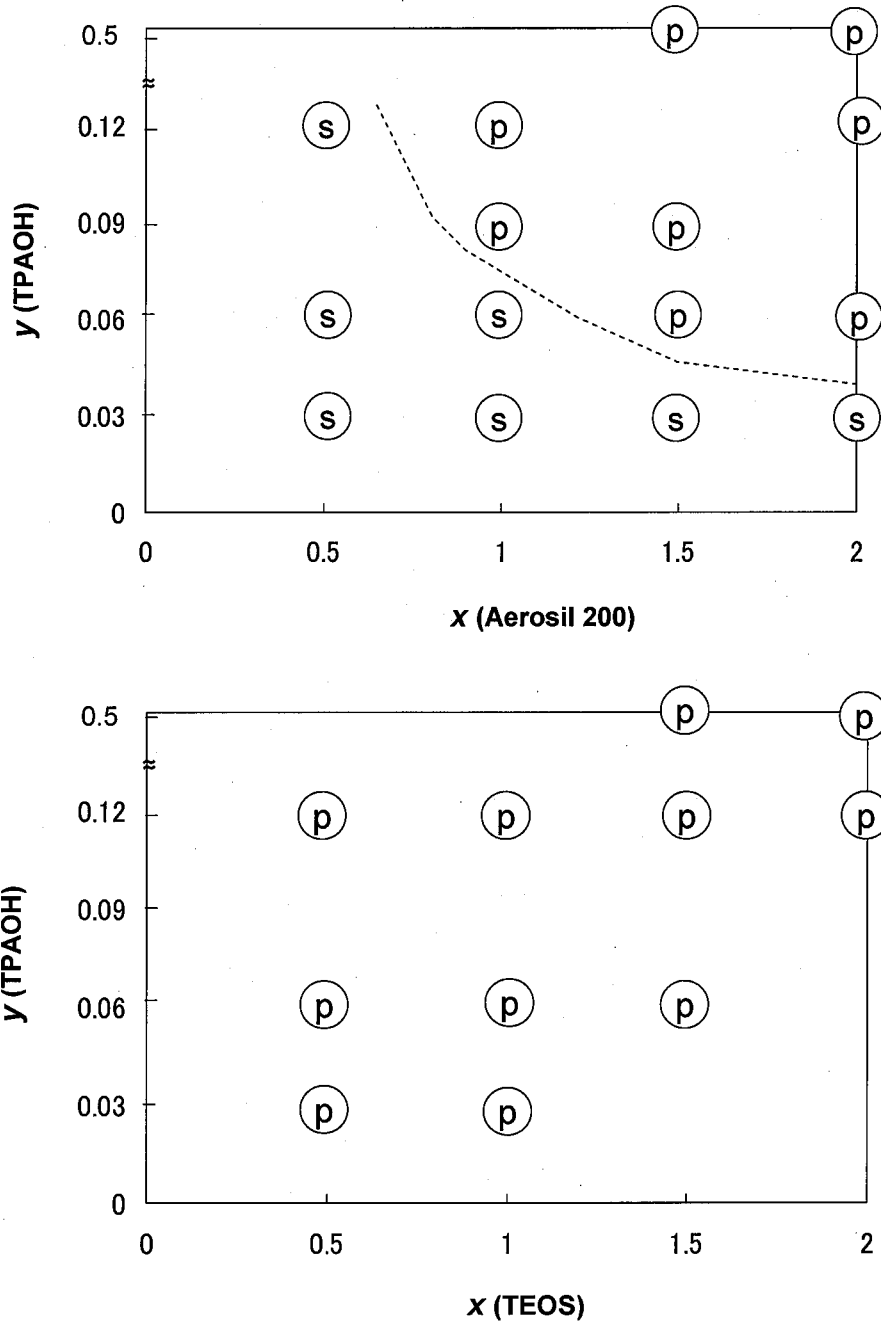 0.5 p p
≈
0.12 s p p
0.09 p p
0.06 s s p p
0.03 s s s s
0
0 0.5 1 1.5 2
y (TPAOH)
x (Aerosil 200)
0.5 p p
≈
0.12 p p p p
0.09
0.06 p p p
0.03 p p
0
0 0.5 1 1.5 2
y (TPAOH)
x (TEOS)